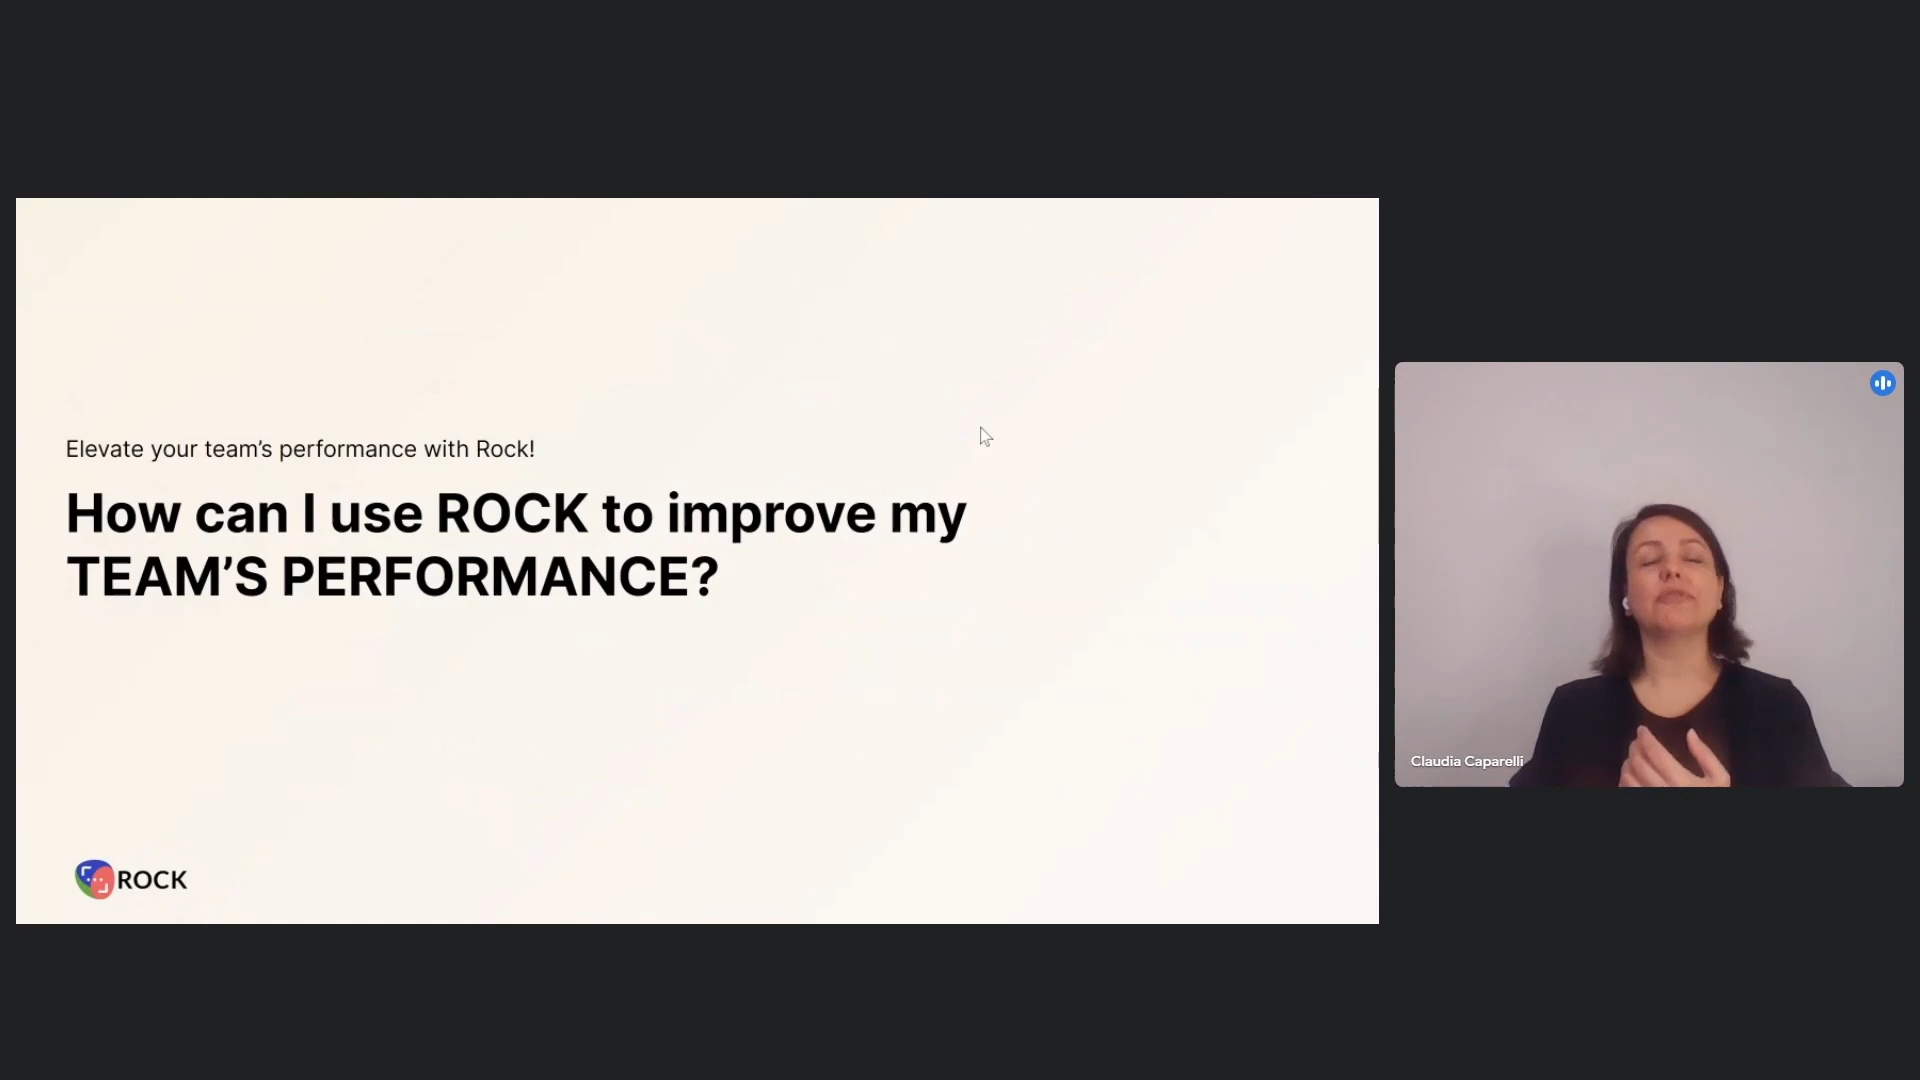 Elevate your team’s performance with Rock!
How can I use ROCK to improve my
TEAM’S PERFORMANCE?
ROCK
Claudia Caparelli